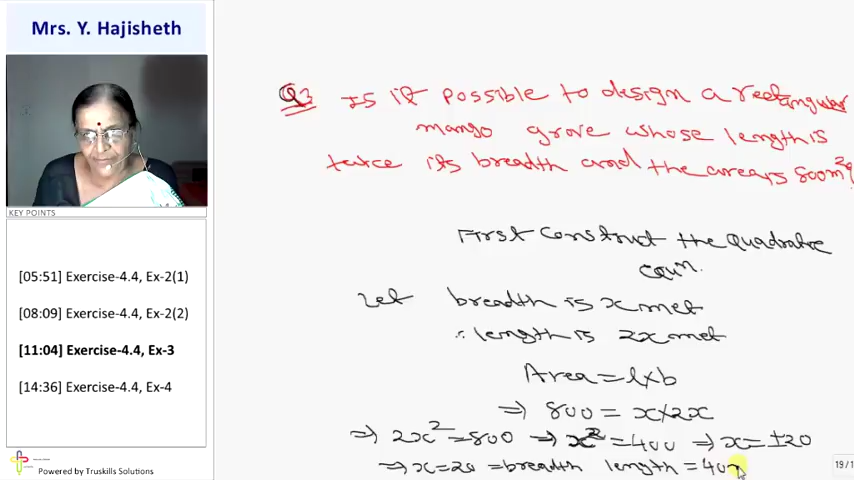 Mrs. Y. Hajisheth
KEY POINTS
[05:51] Exercise-4.4, Ex-2(1)
[08:09] Exercise-4.4, Ex-2(2)
[11:04] Exercise-4.4, Ex-3
[14:36] Exercise-4.4, Ex-4
Powered by Truskills Solutions
Q3 Is it possible to design a rectangular
mango grove whose length is
twice its breadth and the area is 800m²?
First Construct the Quadratic
equn.
Let breadth is x met
∴ length is 2x met
Area = l×b
⇒ 800 = x×2x
⇒ 2x² = 800 ⇒ x² = 400 ⇒ x = ±20
⇒ x = 20 = breadth length = 40
19/1